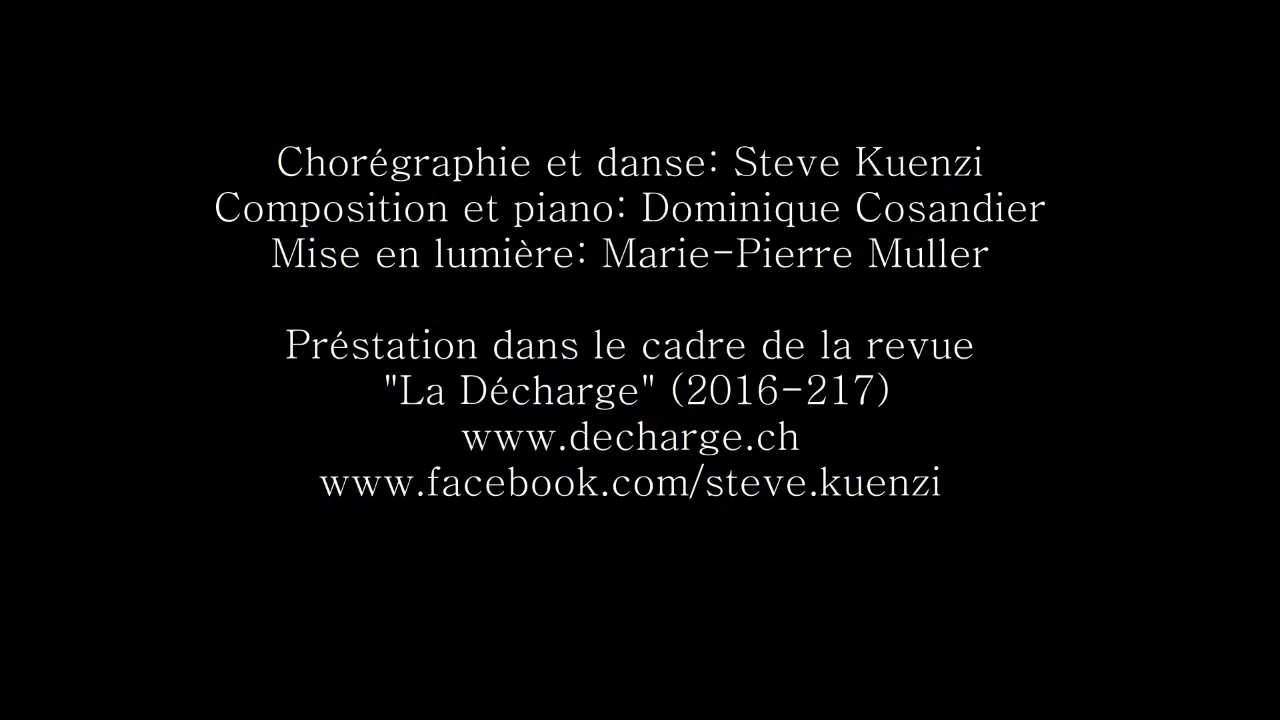 Chorégraphie et danse: Steve Kuenzi
Composition et piano: Dominique Cosandier
Mise en lumière: Marie-Pierre Muller
Préstation dans le cadre de la revue
"La Décharge" (2016-217)
www.decharge.ch
www.facebook.com/steve.kuenzi